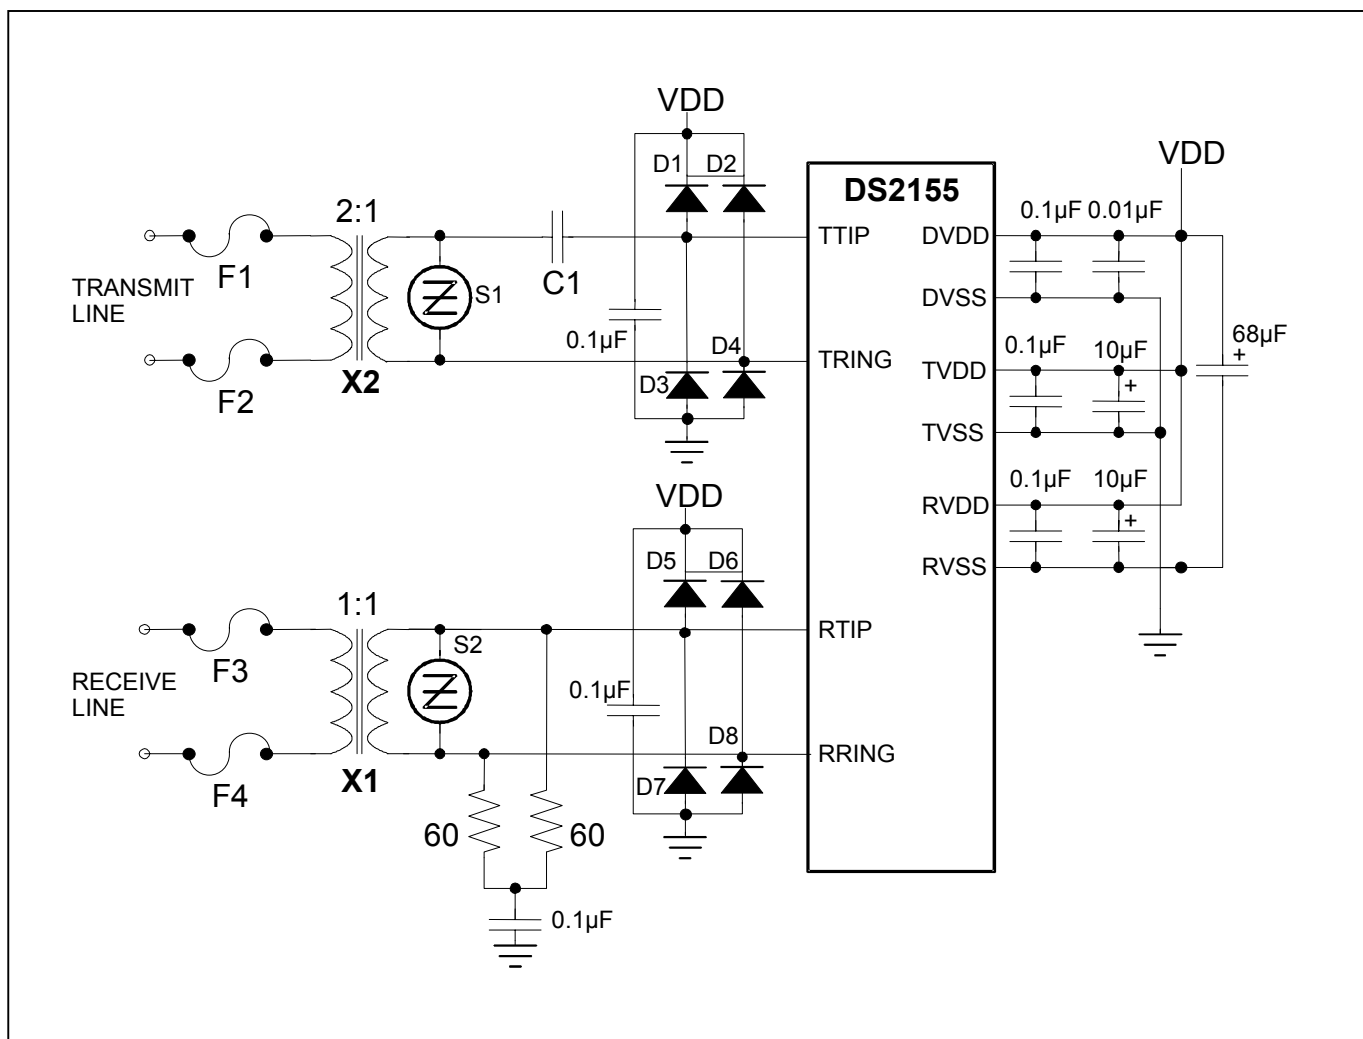 VDD
D1
D2
DS2155
VDD
0.1µF
0.01µF
2:1
TTIP
DVDD
F1
TRANSMIT
LINE
S1
C1
0.1µF
DVSS
68µF
+
F2
X2
D3
D4
TRING
TVDD
0.1µF
10µF
+
TVSS
VDD
0.1µF
10µF
+
RVDD
D5
D6
RVSS
1:1
F3
S2
RTIP
RECEIVE
LINE
0.1µF
F4
X1
D7
D8
RRING
60
60
0.1µF